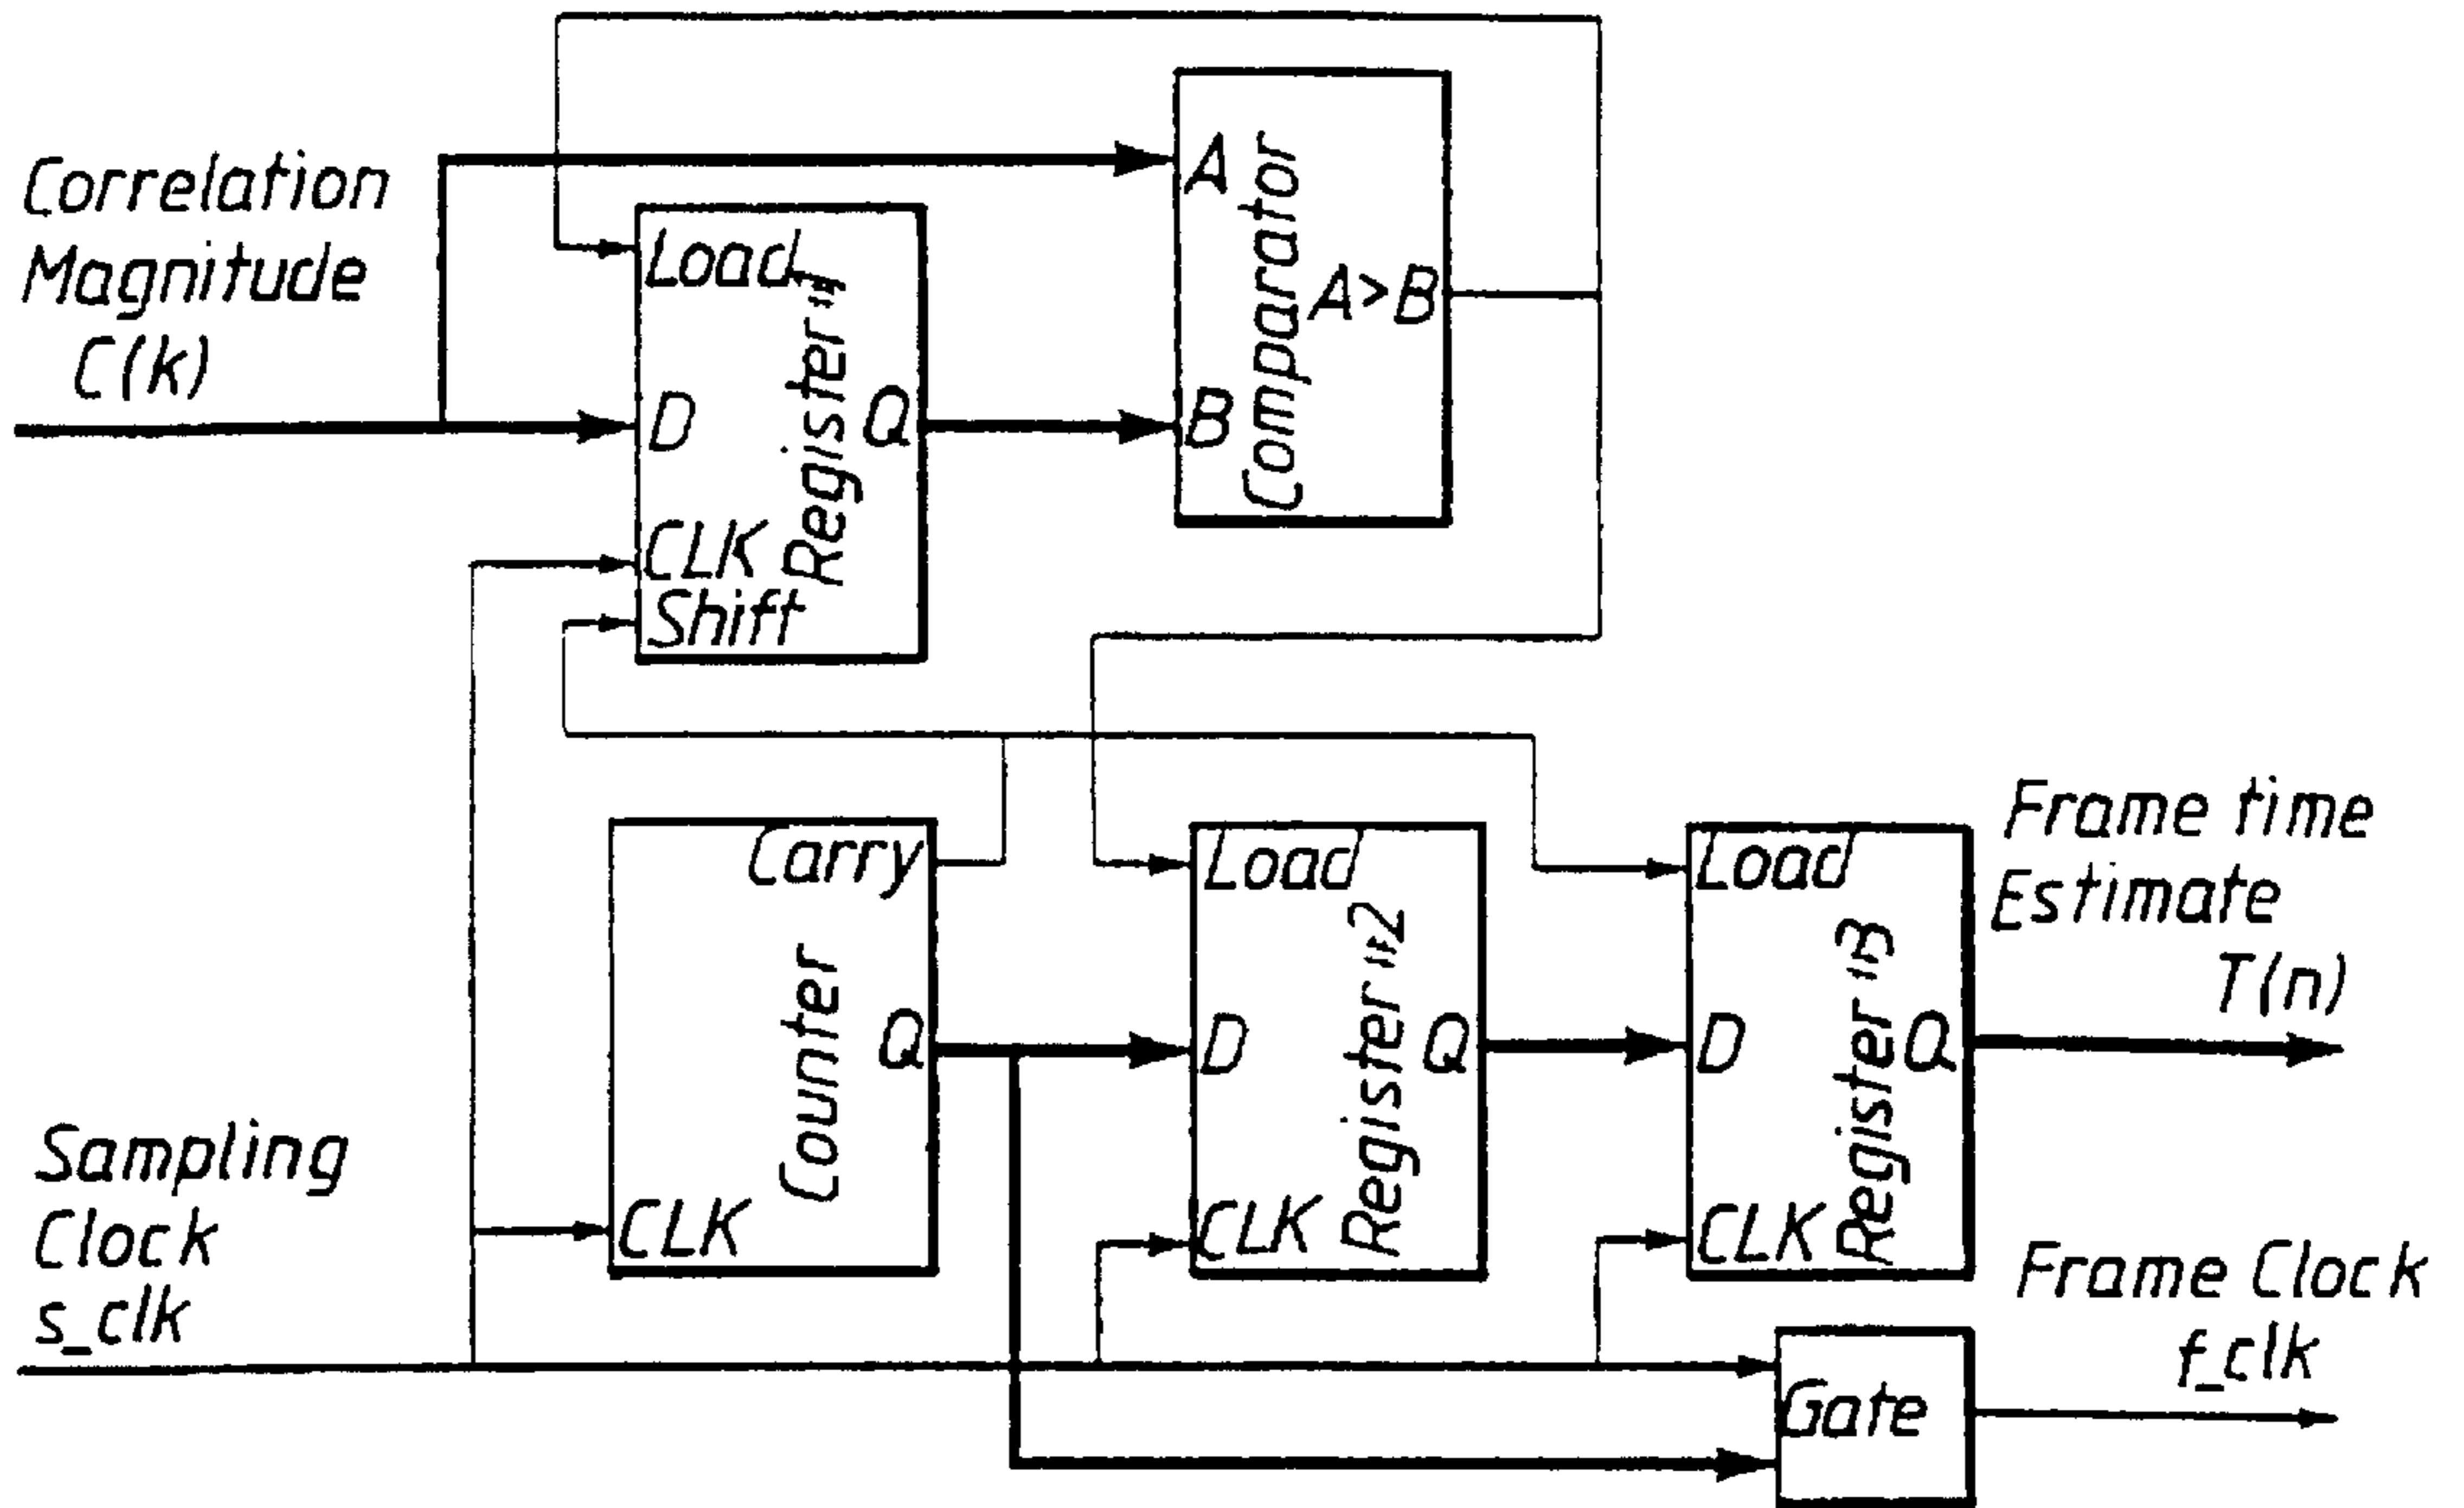 Correlation
Magnitude
C(k)
Load
D
CLK
Shift
Q
Register "1
A
B
A>B
Comparator
Carry
Q
CLK
Counter
Load
D
CLK
Q
Register "2
Load
D
CLK
Q
Register "3
Frame time
Estimate
T(n)
Sampling
Clock
s_clk
Gate
Frame Clock
f_clk